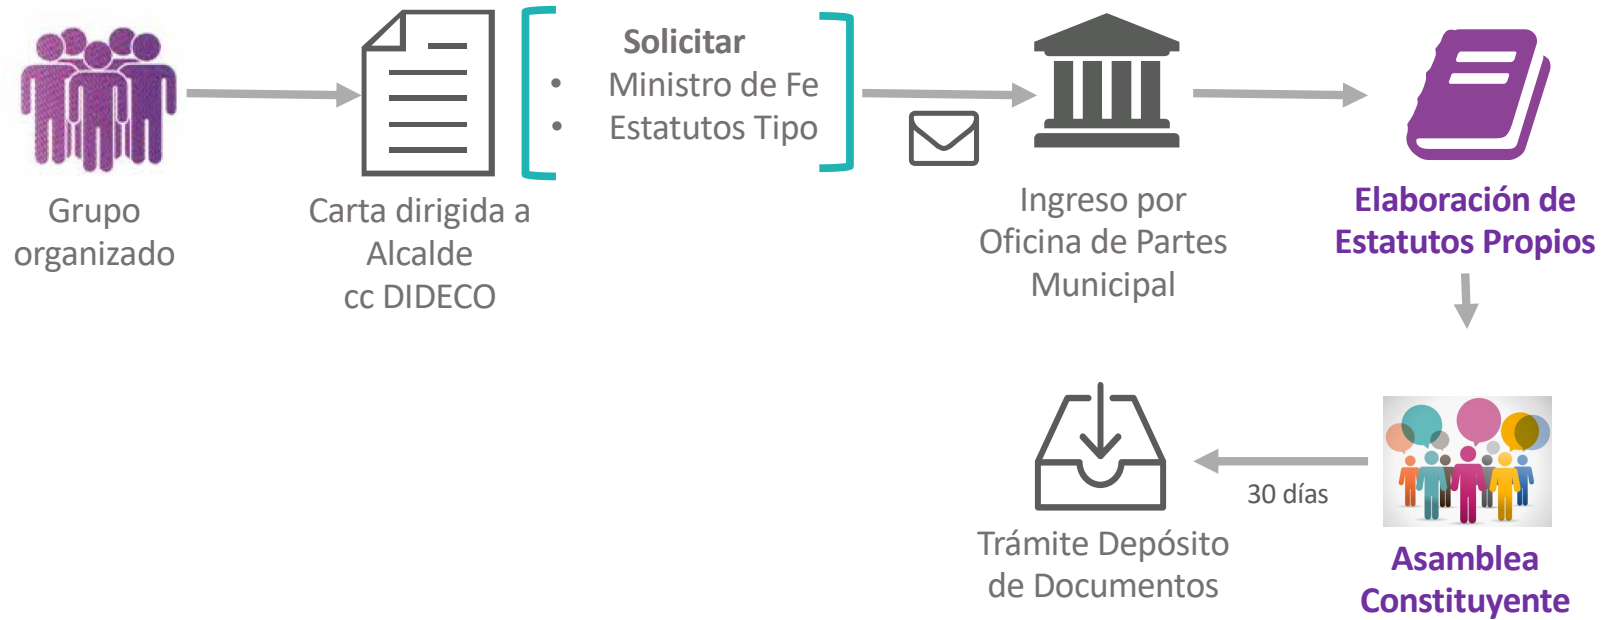 Grupo
organizado
Carta dirigida a
Alcalde
cc DIDECO
Solicitar
• Ministro de Fe
• Estatutos Tipo
Ingreso por
Oficina de Partes
Municipal
Elaboración de
Estatutos Propios
Asamblea
Constituyente
30 días
Trámite Depósito
de Documentos